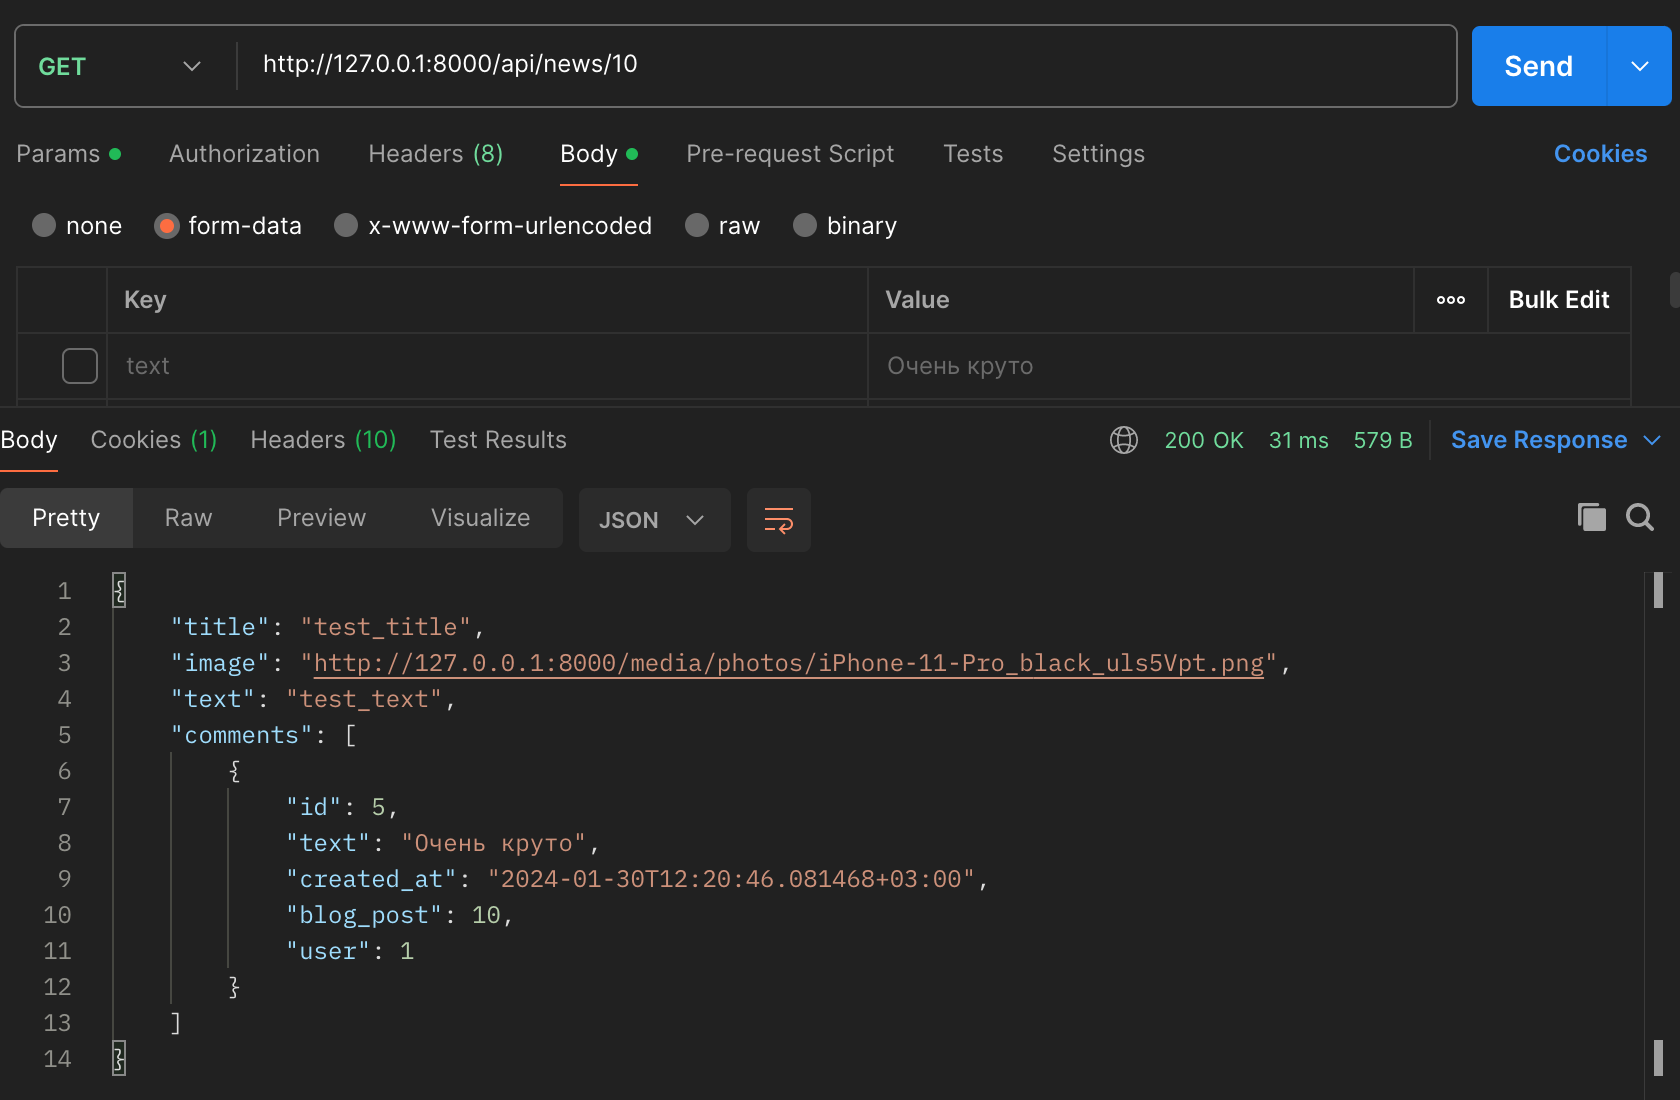 GET http://127.0.0.1:8000/api/news/10 Send
Params Authorization Headers (8) Body Pre-request Script Tests Settings Cookies
none form-data x-www-form-urlencoded raw binary
Key Value Bulk Edit
text Очень круто
Body Cookies (1) Headers (10) Test Results 200 OK 31 ms 579 B Save Response
Pretty Raw Preview Visualize JSON
1 {
2 "title": "test_title",
3 "image": "http://127.0.0.1:8000/media/photos/iPhone-11-Pro_black_uls5Vpt.png",
4 "text": "test_text",
5 "comments": [
6 {
7 "id": 5,
8 "text": "Очень круто",
9 "created_at": "2024-01-30T12:20:46.081468+03:00",
10 "blog_post": 10,
11 "user": 1
12 }
13 ]
14 }